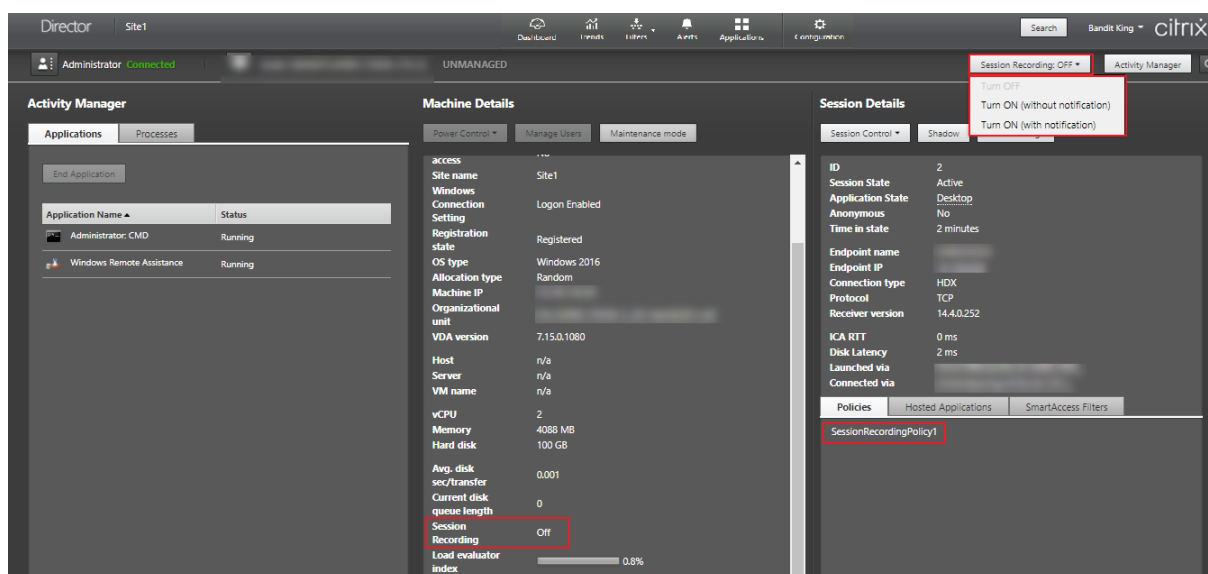 Director Site1 Dashboard Trends Filters Alerts Applications Configuration Search Bandit King citrix
Administrator Connected UNMANAGED Session Recording: OFF Activity Manager
Turn OFF
Turn ON (without notification)
Turn ON (with notification)
Activity Manager
Applications Processes
End Application
Application Name Status
Administrator: CMD Running
Windows Remote Assistance Running
Machine Details
Power Control Manage Users Maintenance mode
access No
Site name Site1
Windows
Connection Logon Enabled
Setting
Registration
state Registered
OS type Windows 2016
Allocation type Random
Machine IP
Organizational
unit
VDA version 7.15.0.1080
Host n/a
Server n/a
VM name n/a
vCPU 2
Memory 4088 MB
Hard disk 100 GB
Avg. disk
sec/transfer 0.001
Current disk
queue length 0
Session
Recording Off
Load evaluator
index 0.8%
Session Details
Session Control Shadow
ID 2
Session State Active
Application State Desktop
Anonymous No
Time in state 2 minutes
Endpoint name
Endpoint IP
Connection type HDX
Protocol TCP
Receiver version 14.4.0.252
ICA RTT 0 ms
Disk Latency 2 ms
Launched via
Connected via
Policies Hosted Applications SmartAccess Filters
SessionRecordingPolicy1